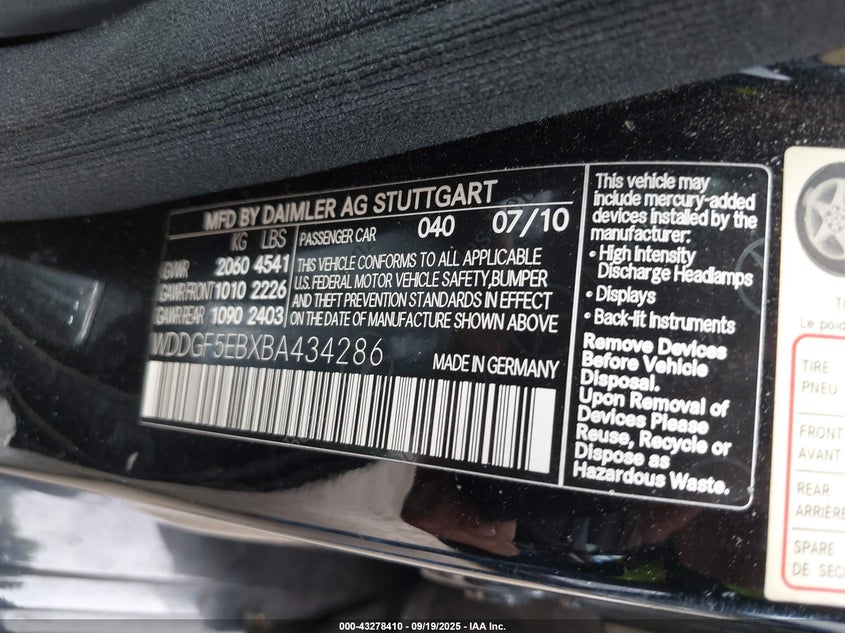 MFD BY DAIMLER AG STUTTGART
KG LBS
GVWR 2060 4541
GAWR FRONT 1010 2226
GAWR REAR 1090 2403
PASSENGER CAR 040 07/10
THIS VEHICLE CONFORMS TO ALL APPLICABLE
U.S. FEDERAL MOTOR VEHICLE SAFETY,BUMPER
AND THEFT PREVENTION STANDARDS IN EFFECT
ON THE DATE OF MANUFACTURE SHOWN ABOVE
WDDGF5EBXBA434286
MADE IN GERMANY
This vehicle may
include mercury-added
devices installed by the
manufacturer:
• High Intensity
Discharge Headlamps
• Displays
• Back-lit Instruments
Remove Devices
Before Vehicle
Disposal.
Upon Removal of
Devices Please
Reuse, Recycle or
Dispose as
Hazardous Waste.
Le poid
TIRE
PNEU
FRONT
AVANT
REAR
ARRIÈRE
SPARE
DE SEC
000-43278410 - 09/19/2025 - IAA Inc.